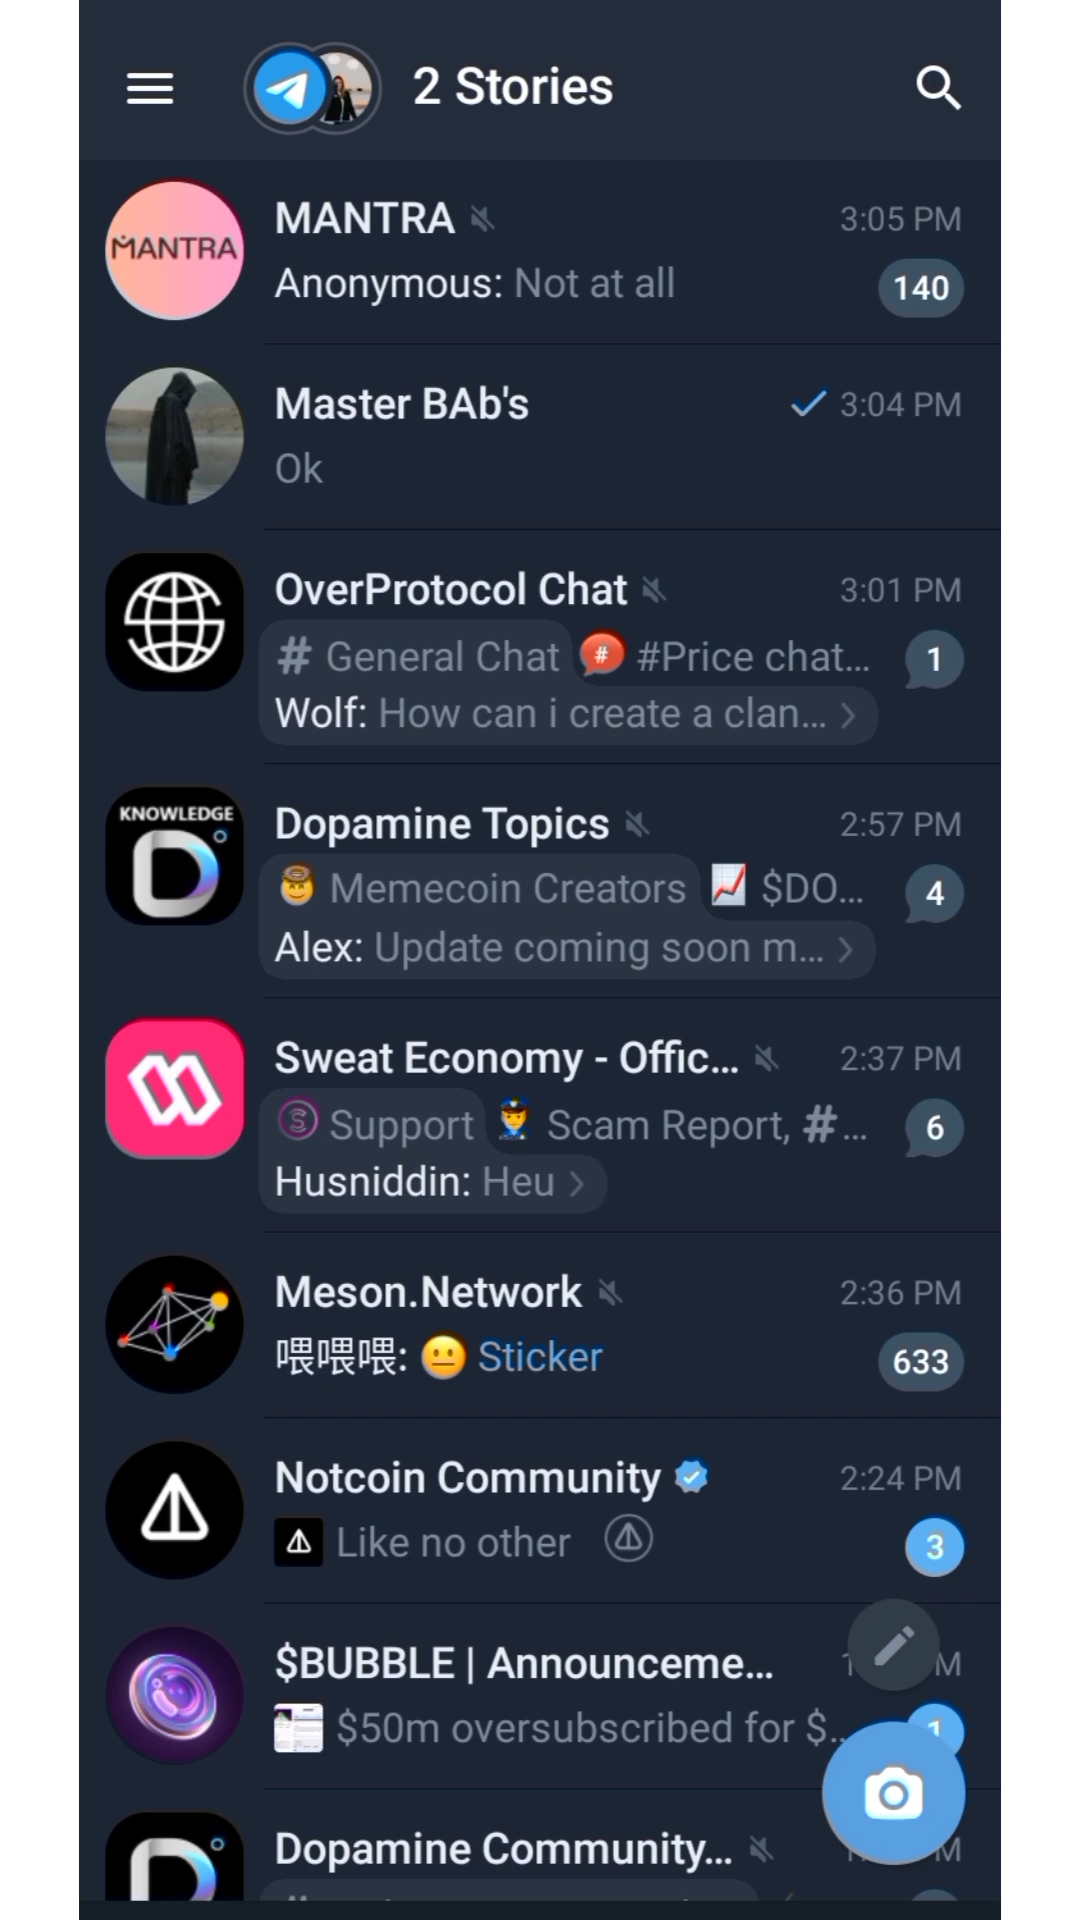 2 Stories
MANTRA
MANTRA 3:05 PM
Anonymous: Not at all 140
Master BAb's 3:04 PM
Ok
OverProtocol Chat 3:01 PM
# General Chat # #Price chat... 1
Wolf: How can i create a clan...
KNOWLEDGE
D
Dopamine Topics 2:57 PM
Memecoin Creators $DO... 4
Alex: Update coming soon m...
Sweat Economy - Offic... 2:37 PM
Support Scam Report, #... 6
Husniddin: Heu
Meson.Network 2:36 PM
喂喂喂: 😐 Sticker 633
Notcoin Community 2:24 PM
Like no other 3
$BUBBLE | Announceme...
$50m oversubscribed for $... 1
Dopamine Community...